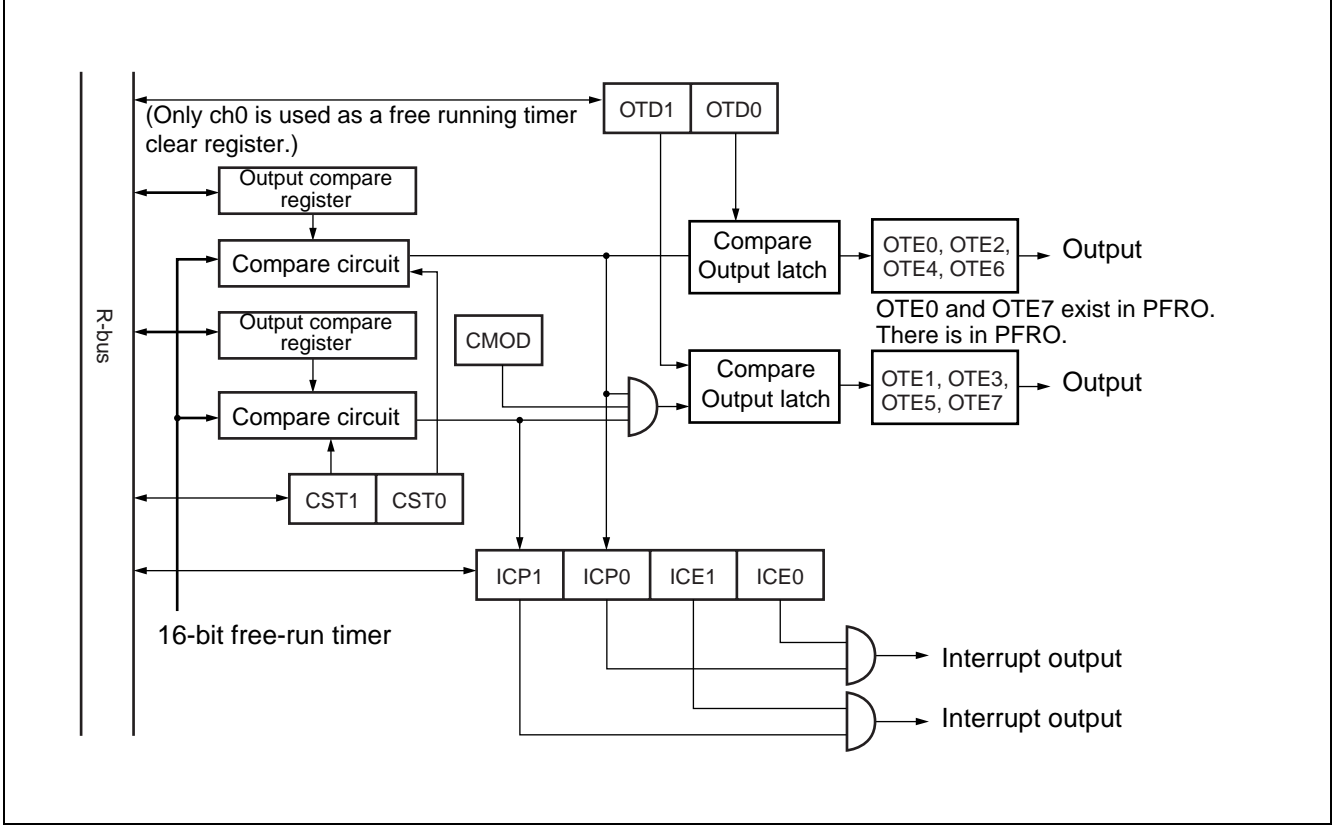 OTD1 OTD0
(Only ch0 is used as a free running timer
clear register.)
Output compare
register
Compare circuit
Compare
Output latch
OTE0, OTE2,
OTE4, OTE6
Output
OTE0 and OTE7 exist in PFRO.
There is in PFRO.
R-bus
Output compare
register
CMOD
Compare
Output latch
OTE1, OTE3,
OTE5, OTE7
Output
Compare circuit
CST1 CST0
ICP1 ICP0 ICE1 ICE0
16-bit free-run timer
Interrupt output
Interrupt output